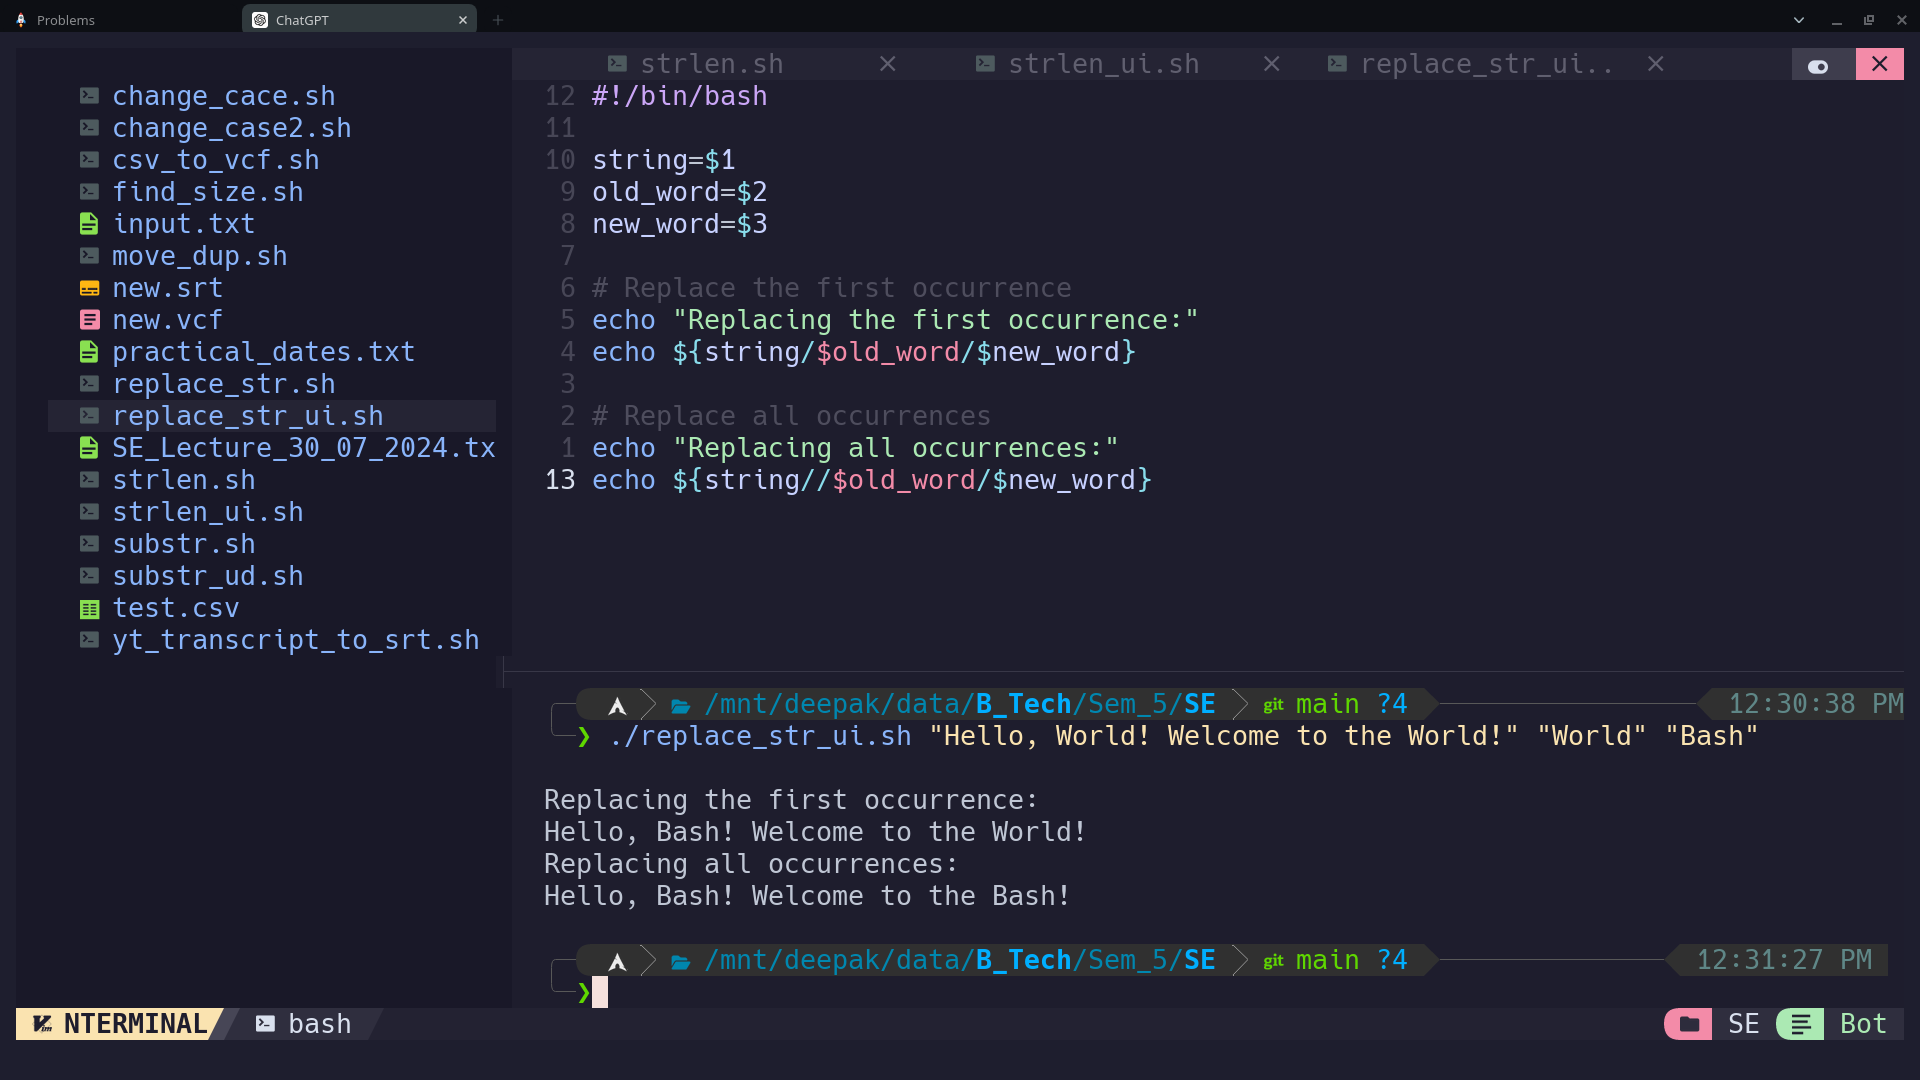 Problems
ChatGPT
strlen.sh
strlen_ui.sh
replace_str_ui..
change_cace.sh
change_case2.sh
csv_to_vcf.sh
find_size.sh
input.txt
move_dup.sh
new.srt
new.vcf
practical_dates.txt
replace_str.sh
replace_str_ui.sh
SE_Lecture_30_07_2024.tx
strlen.sh
strlen_ui.sh
substr.sh
substr_ud.sh
test.csv
yt_transcript_to_srt.sh
12 #!/bin/bash
11
10 string=$1
9 old_word=$2
8 new_word=$3
7
6 # Replace the first occurrence
5 echo "Replacing the first occurrence:"
4 echo ${string/$old_word/$new_word}
3
2 # Replace all occurrences
1 echo "Replacing all occurrences:"
13 echo ${string//$old_word/$new_word}
/mnt/deepak/data/B_Tech/Sem_5/SE git main ?4 12:30:38 PM
❯ ./replace_str_ui.sh "Hello, World! Welcome to the World!" "World" "Bash"
Replacing the first occurrence:
Hello, Bash! Welcome to the World!
Replacing all occurrences:
Hello, Bash! Welcome to the Bash!
/mnt/deepak/data/B_Tech/Sem_5/SE git main ?4 12:31:27 PM
❯
NTERMINAL bash SE Bot